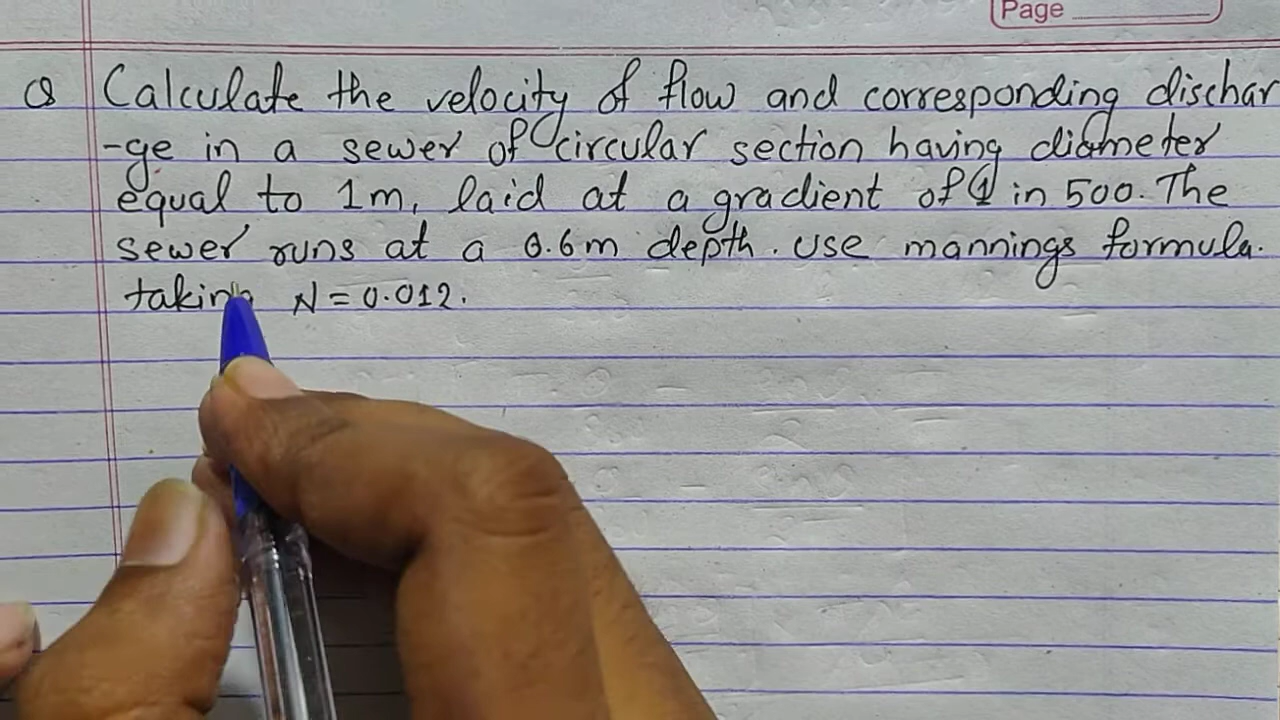 Page
Q Calculate the velocity of flow and corresponding dischar
-ge in a sewer of circular section having diameter
equal to 1m, laid at a gradient of 1 in 500. The
sewer runs at a 0.6m depth. Use mannings formula.
taking N = 0.012.